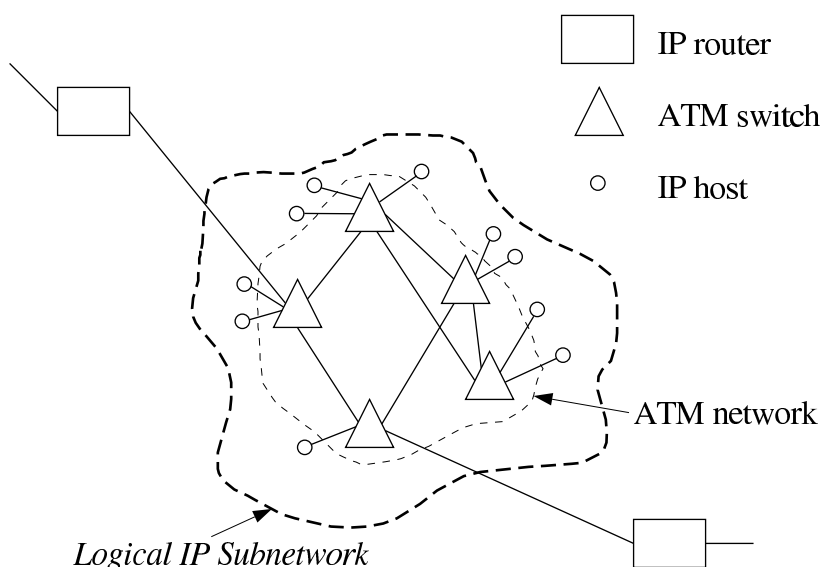 IP router
ATM switch
IP host
ATM network
Logical IP Subnetwork